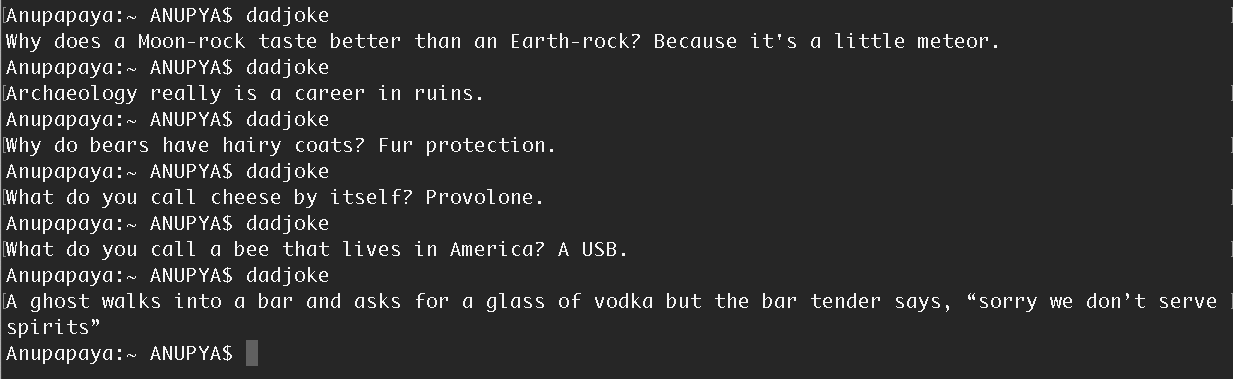 Anupapaya:~ ANUPYA$ dadjoke
Why does a Moon-rock taste better than an Earth-rock? Because it's a little meteor.
Anupapaya:~ ANUPYA$ dadjoke
Archaeology really is a career in ruins.
Anupapaya:~ ANUPYA$ dadjoke
Why do bears have hairy coats? Fur protection.
Anupapaya:~ ANUPYA$ dadjoke
What do you call cheese by itself? Provolone.
Anupapaya:~ ANUPYA$ dadjoke
What do you call a bee that lives in America? A USB.
Anupapaya:~ ANUPYA$ dadjoke
A ghost walks into a bar and asks for a glass of vodka but the bar tender says, “sorry we don’t serve
spirits”
Anupapaya:~ ANUPYA$